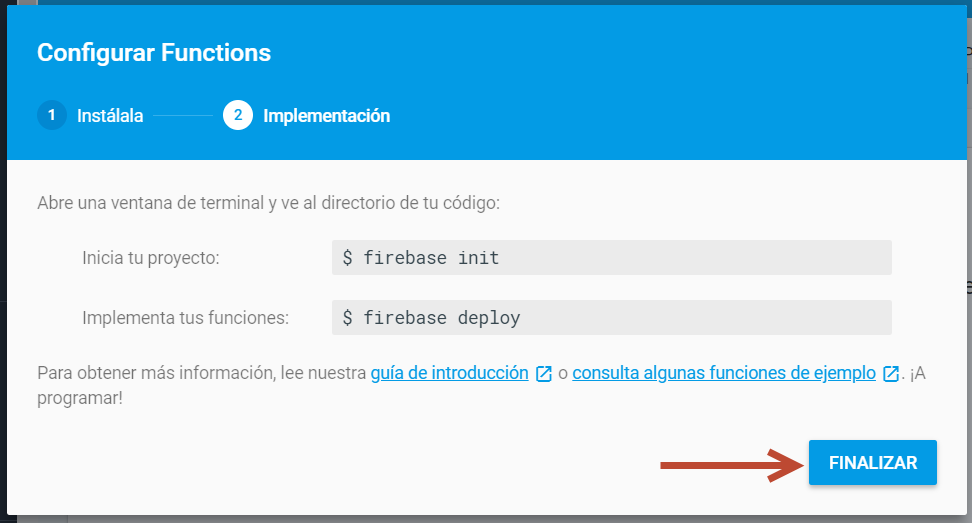 Configurar Functions
1 Instálala 2 Implementación
Abre una ventana de terminal y ve al directorio de tu código:
Inicia tu proyecto: $ firebase init
Implementa tus funciones: $ firebase deploy
Para obtener más información, lee nuestra guía de introducción o consulta algunas funciones de ejemplo. ¡A
programar!
FINALIZAR